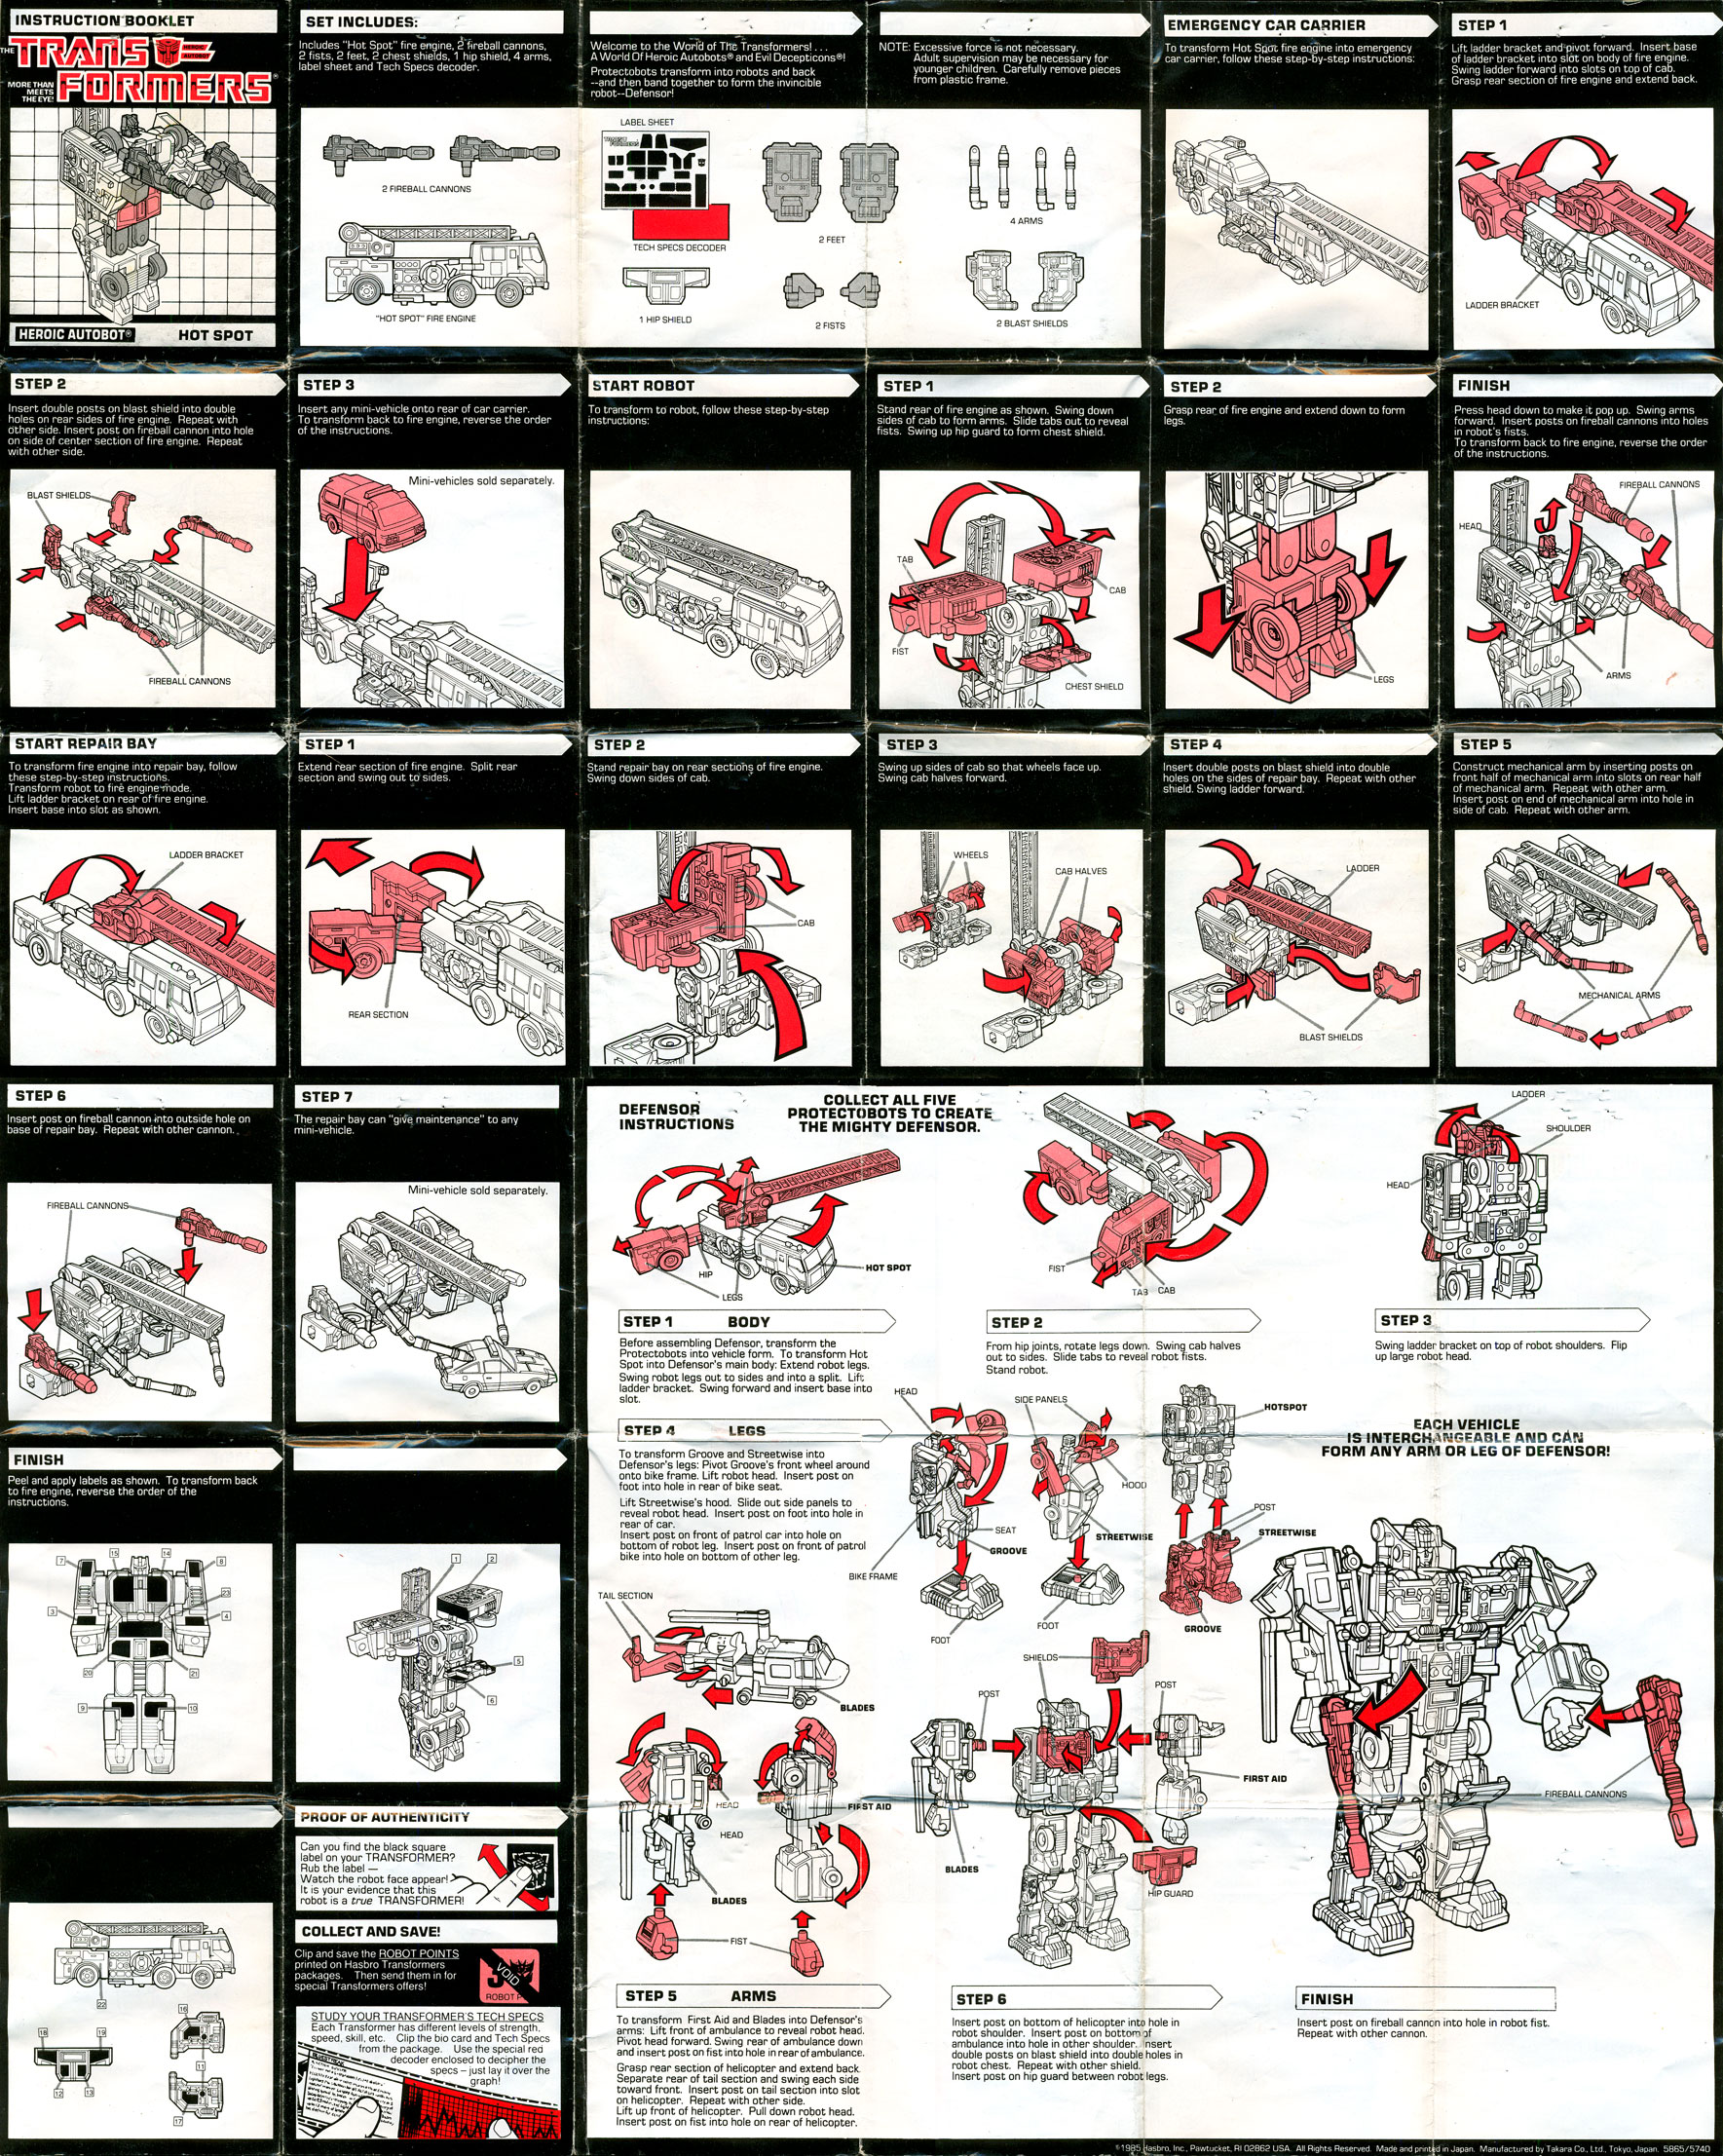 INSTRUCTION BOOKLET
THE
TRANS
HEROIC
AUTOBOT
MORE THAN
MEETS
THE EYE!
FORMERS®
HEROIC AUTOBOT®
HOT SPOT
SET INCLUDES:
Includes "Hot Spot" fire engine, 2 fireball cannons,
2 fists, 2 feet, 2 chest shields, 1 hip shield, 4 arms,
label sheet and Tech Specs decoder.
2 FIREBALL CANNONS
"HOT SPOT" FIRE ENGINE
Welcome to the World of The Transformers! . . .
A World Of Heroic Autobots® and Evil Decepticons®!
Protectobots transform into robots and back
--and then band together to form the invincible
robot--Defensor!
LABEL SHEET
TECH SPECS DECODER
1 HIP SHIELD
2 FEET
2 FISTS
NOTE: Excessive force is not necessary.
Adult supervision may be necessary for
younger children. Carefully remove pieces
from plastic frame.
4 ARMS
2 BLAST SHIELDS
EMERGENCY CAR CARRIER
To transform Hot Spot fire engine into emergency
car carrier, follow these step-by-step instructions:
STEP 1
Lift ladder bracket and pivot forward. Insert base
of ladder bracket into slot on body of fire engine.
Swing ladder forward into slots on top of cab.
Grasp rear section of fire engine and extend back.
LADDER BRACKET
STEP 2
Insert double posts on blast shield into double
holes on rear sides of fire engine. Repeat with
other side. Insert post on fireball cannon into hole
on side of center section of fire engine. Repeat
with other side.
BLAST SHIELDS
FIREBALL CANNONS
STEP 3
Insert any mini-vehicle onto rear of car carrier.
To transform back to fire engine, reverse the order
of the instructions.
Mini-vehicles sold separately.
START ROBOT
To transform to robot, follow these step-by-step
instructions:
STEP 1
Stand rear of fire engine as shown. Swing down
sides of cab to form arms. Slide tabs out to reveal
fists. Swing up hip guard to form chest shield.
TAB
CAB
FIST
CHEST SHIELD
STEP 2
Grasp rear of fire engine and extend down to form
legs.
LEGS
FINISH
Press head down to make it pop up. Swing arms
forward. Insert posts on fireball cannons into holes
in robot's fists.
To transform back to fire engine, reverse the order
of the instructions.
FIREBALL CANNONS
HEAD
ARMS
START REPAIR BAY
To transform fire engine into repair bay, follow
these step-by-step instructions.
Transform robot to fire engine mode.
Lift ladder bracket on rear of fire engine.
Insert base into slot as shown.
LADDER BRACKET
STEP 1
Extend rear section of fire engine. Split rear
section and swing out to sides.
REAR SECTION
STEP 2
Stand repair bay on rear sections of fire engine.
Swing down sides of cab.
CAB
STEP 3
Swing up sides of cab so that wheels face up.
Swing cab halves forward.
WHEELS
CAB HALVES
STEP 4
Insert double posts on blast shield into double
holes on the sides of repair bay. Repeat with other
shield. Swing ladder forward.
LADDER
BLAST SHIELDS
STEP 5
Construct mechanical arm by inserting posts on
front half of mechanical arm into slots on rear half
of mechanical arm. Repeat with other arm.
Insert post on end of mechanical arm into hole in
side of cab. Repeat with other arm.
MECHANICAL ARMS
STEP 6
Insert post on fireball cannon into outside hole on
base of repair bay. Repeat with other cannon.
FIREBALL CANNONS
STEP 7
The repair bay can "give maintenance" to any
mini-vehicle.
Mini-vehicle sold separately.
DEFENSOR
INSTRUCTIONS
COLLECT ALL FIVE
PROTECTOBOTS TO CREATE
THE MIGHTY DEFENSOR.
HIP
LEGS
HOT SPOT
FIST
TAB
CAB
LADDER
SHOULDER
HEAD
STEP 1 BODY
Before assembling Defensor, transform the
Protectobots into vehicle form. To transform Hot
Spot into Defensor's main body: Extend robot legs.
Swing robot legs out to sides and into a split. Lift
ladder bracket. Swing forward and insert base into
slot.
STEP 2
From hip joints, rotate legs down. Swing cab halves
out to sides. Slide tabs to reveal robot fists.
Stand robot.
STEP 3
Swing ladder bracket on top of robot shoulders. Flip
up large robot head.
STEP 4 LEGS
To transform Groove and Streetwise into
Defensor's legs: Pivot Groove's front wheel around
onto bike frame. Lift robot head. Insert post on
foot into hole in rear of bike seat.
Lift Streetwise's hood. Slide out side panels to
reveal robot head. Insert post on foot into hole in
rear of car.
Insert post on front of patrol car into hole on
bottom of robot leg. Insert post on front of patrol
bike into hole on bottom of other leg.
HEAD
SEAT
GROOVE
BIKE FRAME
FOOT
SIDE PANELS
HOOD
STREETWISE
FOOT
HOTSPOT
POST
STREETWISE
GROOVE
EACH VEHICLE
IS INTERCHANGEABLE AND CAN
FORM ANY ARM OR LEG OF DEFENSOR!
FINISH
Peel and apply labels as shown. To transform back
to fire engine, reverse the order of the
instructions.
7
15
14
8
23
3
4
20
21
9
10
1
2
5
6
TAIL SECTION
BLADES
HEAD
HEAD
FIRST AID
BLADES
FIST
SHIELDS
POST
POST
FIRST AID
BLADES
HIP GUARD
FIREBALL CANNONS
22
16
18
19
11
12
13
17
PROOF OF AUTHENTICITY
Can you find the black square
label on your TRANSFORMER?
Rub the label —
Watch the robot face appear!
It is your evidence that this
robot is a true TRANSFORMER!
COLLECT AND SAVE!
Clip and save the ROBOT POINTS
printed on Hasbro Transformers
packages. Then send them in for
special Transformers offers!
VOID
STUDY YOUR TRANSFORMER'S TECH SPECS
Each Transformer has different levels of strength,
speed, skill, etc. Clip the bio card and Tech Specs
from the package. Use the special red
decoder enclosed to decipher the
specs – just lay it over the
graph!
STEP 5 ARMS
To transform First Aid and Blades into Defensor's
arms: Lift front of ambulance to reveal robot head.
Pivot head forward. Swing rear of ambulance down
and insert post on fist into hole in rear of ambulance.
Grasp rear section of helicopter and extend back.
Separate rear of tail section and swing each side
toward front. Insert post on tail section into slot
on helicopter. Repeat with other side.
Lift up front of helicopter. Pull down robot head.
Insert post on fist into hole on rear of helicopter.
STEP 6
Insert post on bottom of helicopter into hole in
robot shoulder. Insert post on bottom of
ambulance into hole in other shoulder. Insert
double posts on blast shield into double holes in
robot chest. Repeat with other shield.
Insert post on hip guard between robot legs.
FINISH
Insert post on fireball cannon into hole in robot fist.
Repeat with other cannon.
©1985 Hasbro, Inc., Pawtucket, RI 02862 USA. All Rights Reserved. Made and printed in Japan. Manufactured by Takara Co., Ltd., Tokyo, Japan. 5865/5740